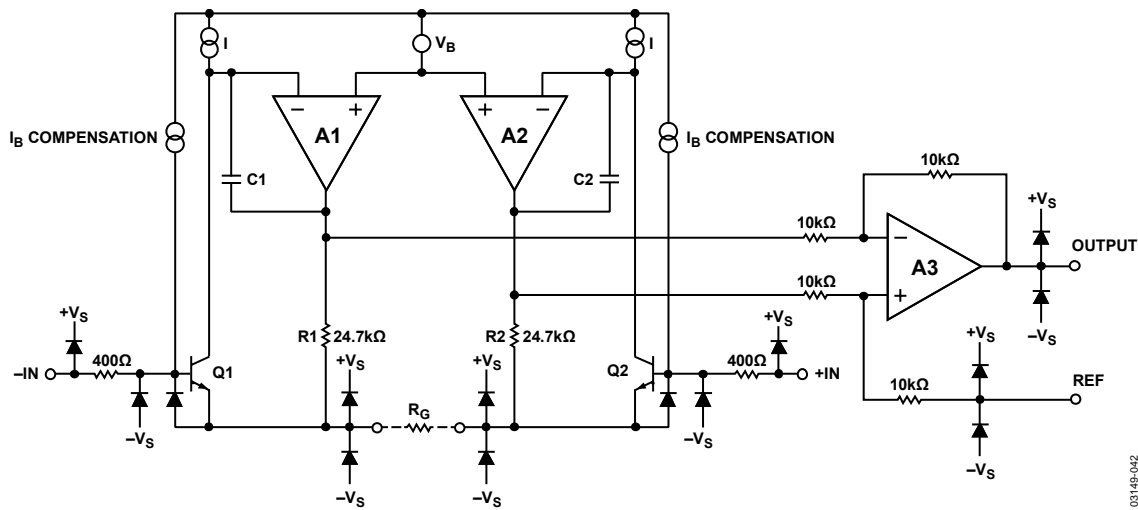 I
V_B
I
I_B COMPENSATION
− + + −
A1 A2
I_B COMPENSATION
C1 C2
10kΩ
10kΩ
−
+V_S
OUTPUT
A3
10kΩ
+
−V_S
+V_S
R1 24.7kΩ
R2 24.7kΩ
+V_S
+V_S
−IN
400Ω
Q1
+V_S
+V_S
Q2
400Ω
+IN
10kΩ
REF
R_G
−V_S
−V_S
−V_S
−V_S
−V_S
03149-042